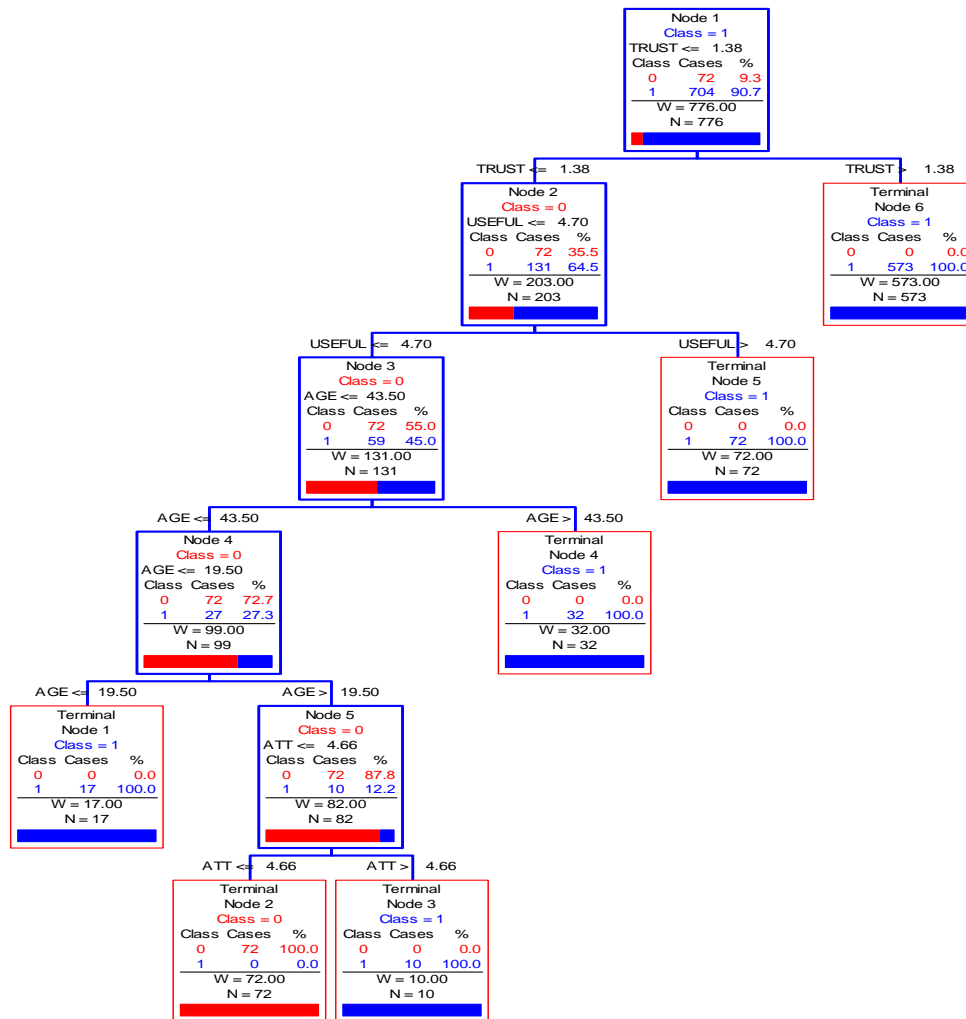 Node 1
Class = 1
TRUST <= 1.38
Class Cases %
0 72 9.3
1 704 90.7
W = 776.00
N = 776
TRUST <= 1.38
TRUST > 1.38
Node 2
Class = 0
USEFUL <= 4.70
Class Cases %
0 72 35.5
1 131 64.5
W = 203.00
N = 203
Terminal
Node 6
Class = 1
Class Cases %
0 0 0.0
1 573 100.0
W = 573.00
N = 573
USEFUL <= 4.70
USEFUL > 4.70
Node 3
Class = 0
AGE <= 43.50
Class Cases %
0 72 55.0
1 59 45.0
W = 131.00
N = 131
Terminal
Node 5
Class = 1
Class Cases %
0 0 0.0
1 72 100.0
W = 72.00
N = 72
AGE <= 43.50
AGE > 43.50
Node 4
Class = 0
AGE <= 19.50
Class Cases %
0 72 72.7
1 27 27.3
W = 99.00
N = 99
Terminal
Node 4
Class = 1
Class Cases %
0 0 0.0
1 32 100.0
W = 32.00
N = 32
AGE <= 19.50
AGE > 19.50
Terminal
Node 1
Class = 1
Class Cases %
0 0 0.0
1 17 100.0
W = 17.00
N = 17
Node 5
Class = 0
ATT <= 4.66
Class Cases %
0 72 87.8
1 10 12.2
W = 82.00
N = 82
ATT <= 4.66
ATT > 4.66
Terminal
Node 2
Class = 0
Class Cases %
0 72 100.0
1 0 0.0
W = 72.00
N = 72
Terminal
Node 3
Class = 1
Class Cases %
0 0 0.0
1 10 100.0
W = 10.00
N = 10